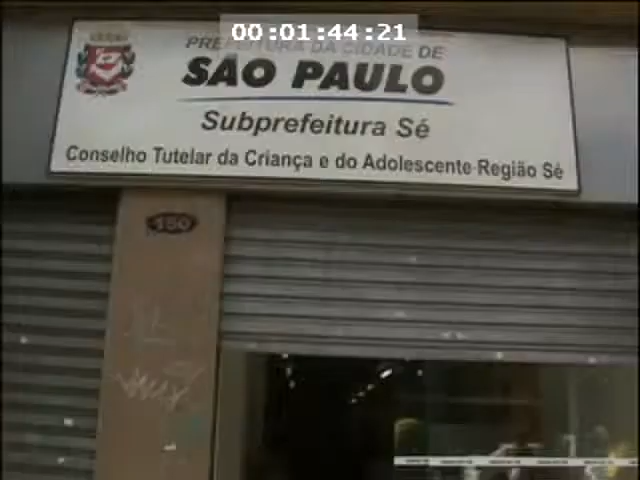 00:01:44:21
PREFEITURA DA CIDADE DE
SÃO PAULO
Subprefeitura Sé
Conselho Tutelar da Criança e do Adolescente-Região Sé